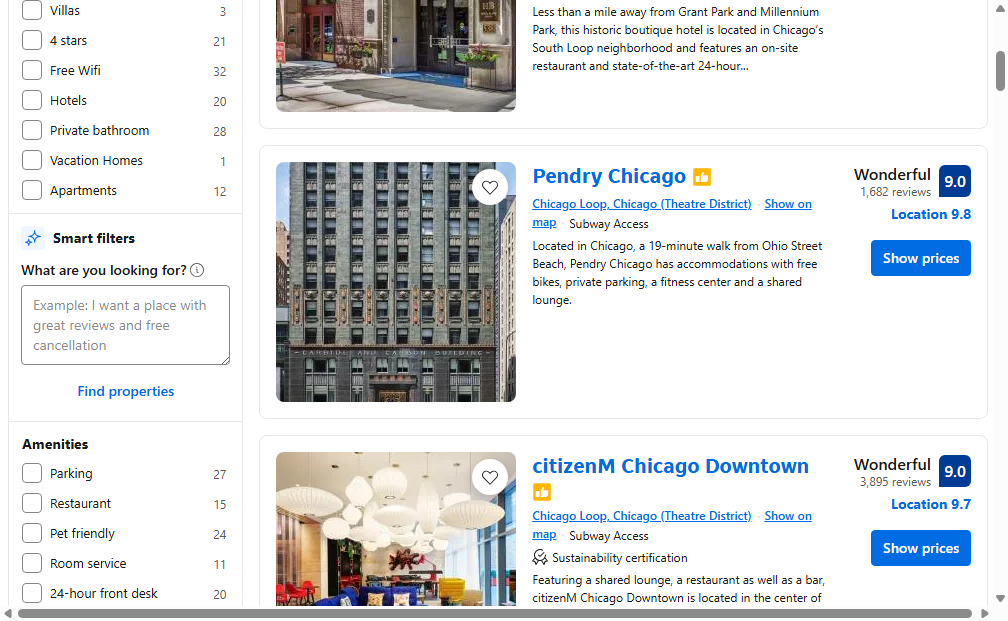 Villas 3
4 stars 21
Free Wifi 32
Hotels 20
Private bathroom 28
Vacation Homes 1
Apartments 12
Smart filters
What are you looking for?
Example: I want a place with
great reviews and free
cancellation
Find properties
Amenities
Parking 27
Restaurant 15
Pet friendly 24
Room service 11
24-hour front desk 20
Less than a mile away from Grant Park and Millennium
Park, this historic boutique hotel is located in Chicago's
South Loop neighborhood and features an on-site
restaurant and state-of-the-art 24-hour...
CARBIDE AND CARBON BUILDING
Pendry Chicago
Chicago Loop, Chicago (Theatre District) · Show on
map · Subway Access
Located in Chicago, a 19-minute walk from Ohio Street
Beach, Pendry Chicago has accommodations with free
bikes, private parking, a fitness center and a shared
lounge.
Wonderful 9.0
1,682 reviews
Location 9.8
Show prices
citizenM Chicago Downtown
Chicago Loop, Chicago (Theatre District) · Show on
map · Subway Access
Sustainability certification
Featuring a shared lounge, a restaurant as well as a bar,
citizenM Chicago Downtown is located in the center of
Wonderful 9.0
3,895 reviews
Location 9.7
Show prices